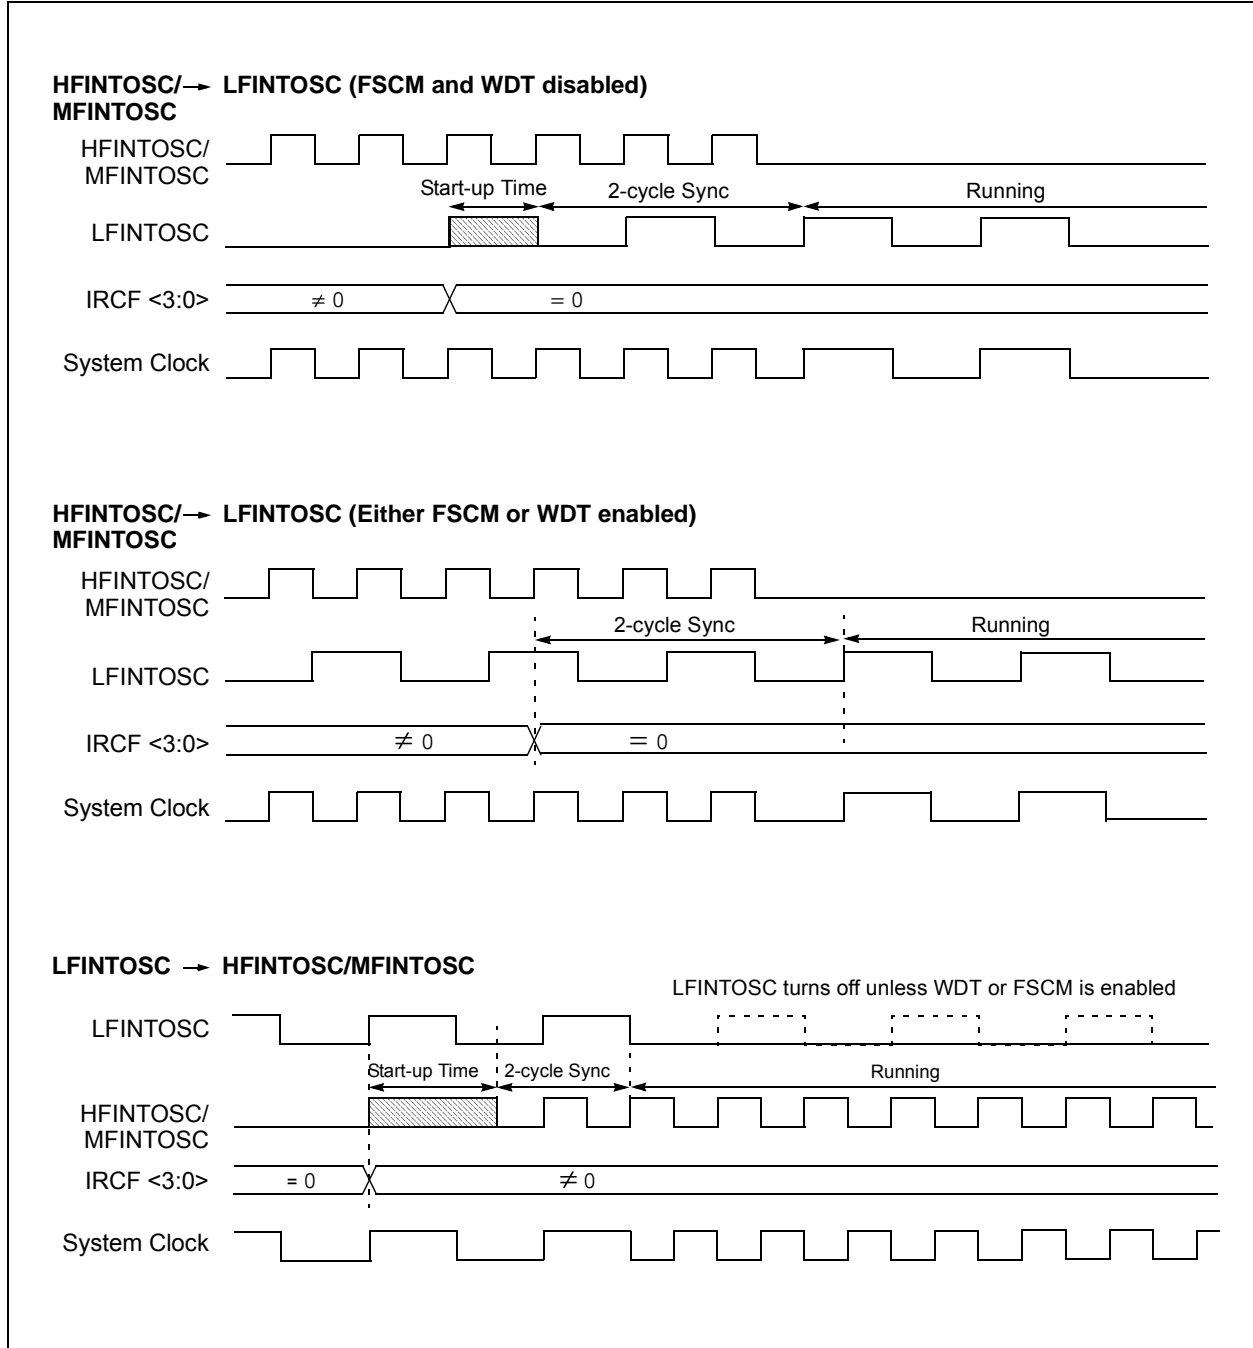 HFINTOSC/→ LFINTOSC (FSCM and WDT disabled)
MFINTOSC
HFINTOSC/
MFINTOSC
Start-up Time 2-cycle Sync Running
LFINTOSC
IRCF <3:0> ≠ 0 = 0
System Clock
HFINTOSC/→ LFINTOSC (Either FSCM or WDT enabled)
MFINTOSC
HFINTOSC/
MFINTOSC
2-cycle Sync Running
LFINTOSC
IRCF <3:0> ≠ 0 = 0
System Clock
LFINTOSC → HFINTOSC/MFINTOSC
LFINTOSC turns off unless WDT or FSCM is enabled
LFINTOSC
Start-up Time 2-cycle Sync Running
HFINTOSC/
MFINTOSC
IRCF <3:0> = 0 ≠ 0
System Clock